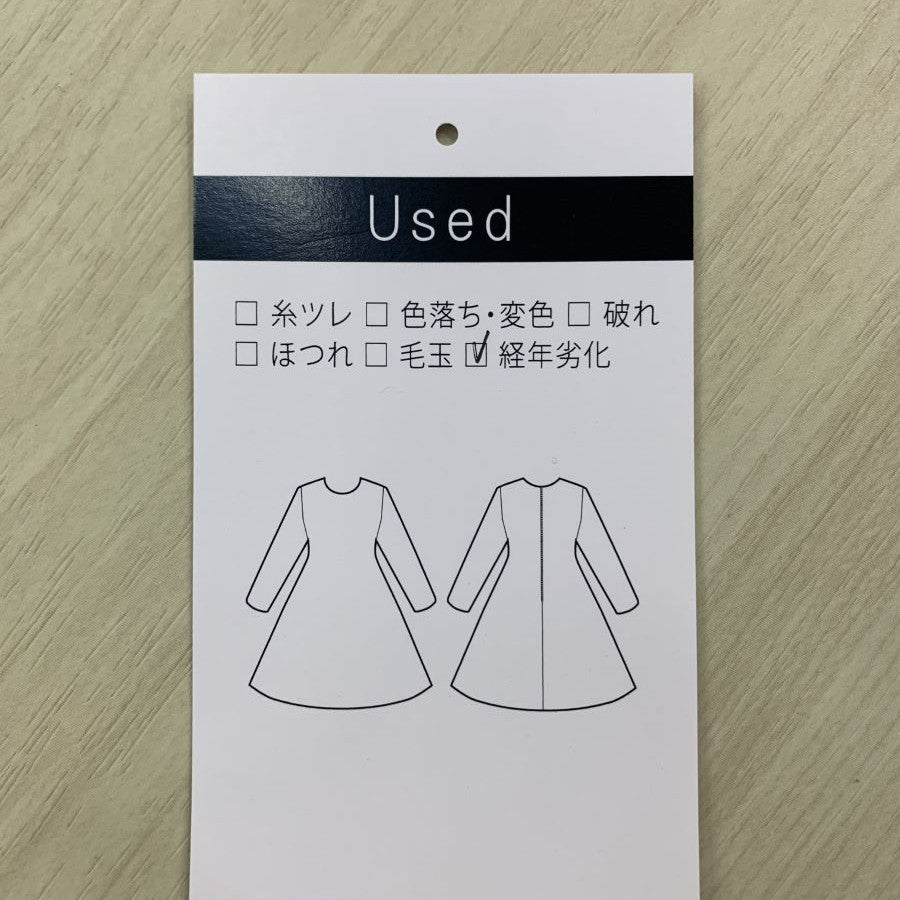 Used
□ 糸ツレ □ 色落ち・変色 □ 破れ
□ ほつれ □ 毛玉 ☑ 経年劣化